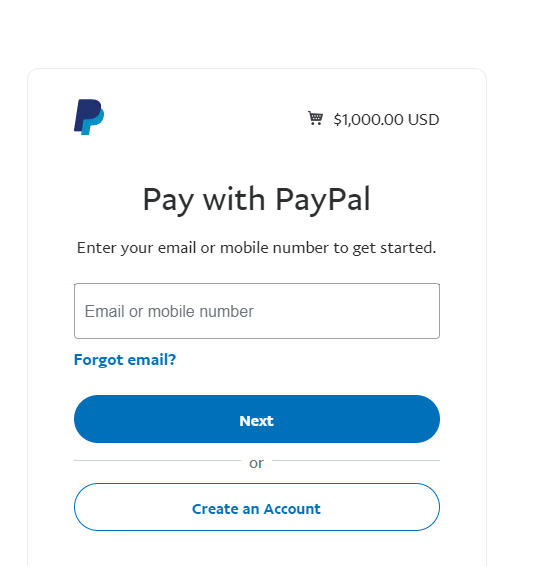 $1,000.00 USD
Pay with PayPal
Enter your email or mobile number to get started.
Email or mobile number
Forgot email?
Next
or
Create an Account